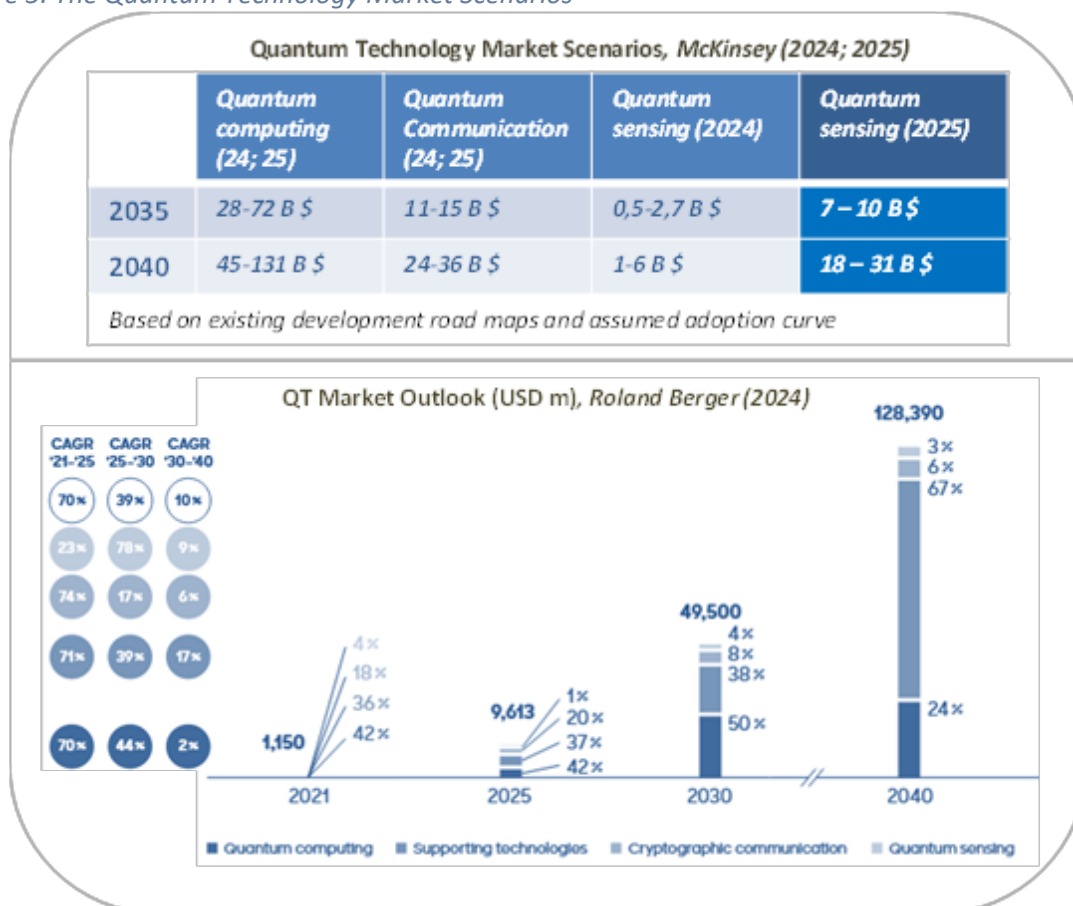 e 3: The Quantum Technology Market Scenarios
Quantum Technology Market Scenarios, McKinsey (2024; 2025)
Quantum computing (24; 25)
Quantum Communication (24; 25)
Quantum sensing (2024)
Quantum sensing (2025)
2035 28-72 B $ 11-15 B $ 0,5-2,7 B $ 7 – 10 B $
2040 45-131 B $ 24-36 B $ 1-6 B $ 18 – 31 B $
Based on existing development road maps and assumed adoption curve
QT Market Outlook (USD m), Roland Berger (2024)
CAGR '21-'25 CAGR '25-'30 CAGR '30-'40
70% 39% 10%
23% 78% 9%
74% 17% 6%
71% 39% 17%
70% 44% 2%
1,150
4%
18%
36%
42%
9,613
1%
20%
37%
42%
49,500
4%
8%
38%
50%
128,390
3%
6%
67%
24%
2021 2025 2030 2040
Quantum computing Supporting technologies Cryptographic communication Quantum sensing